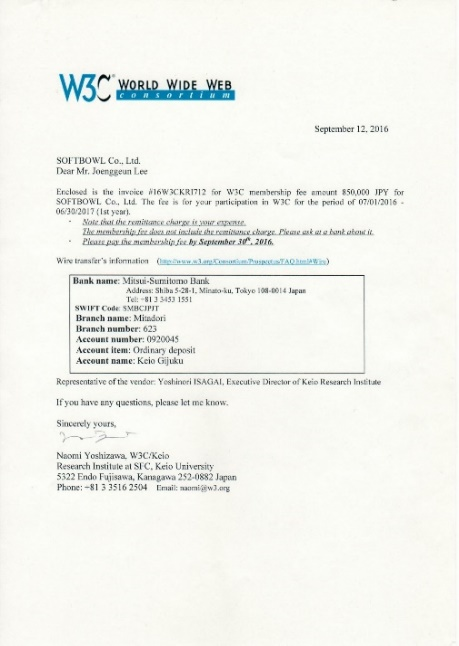 W3C® WORLD WIDE WEB
consortium
September 12, 2016
SOFTBOWL Co., Ltd.
Dear Mr. Joenggeun Lee
Enclosed is the invoice #16W3CKRI712 for W3C membership fee amount 850,000 JPY for
SOFTBOWL Co., Ltd. The fee is for your participation in W3C for the period of 07/01/2016 -
06/30/2017 (1st year).
- Note that the remittance charge is your expense.
The membership fee does not include the remittance charge. Please ask at a bank about it.
- Please pay the membership fee by September 30th, 2016.
Wire transfer's information (http://www.w3.org/Consortium/Prospectus/FAQ.html#Wire)
Bank name: Mitsui-Sumitomo Bank
Address: Shiba 5-28-1, Minato-ku, Tokyo 108-0014 Japan
Tel: +81 3 3453 1551
SWIFT Code: SMBCJPJT
Branch name: Mitadori
Branch number: 623
Account number: 0920045
Account item: Ordinary deposit
Account name: Keio Gijuku
Representative of the vendor: Yoshinori ISAGAI, Executive Director of Keio Research Institute
If you have any questions, please let me know.
Sincerely yours,
Naomi Yoshizawa, W3C/Keio
Research Institute at SFC, Keio University
5322 Endo Fujisawa, Kanagawa 252-0882 Japan
Phone: +81 3 3516 2504 Email: naomi@w3.org